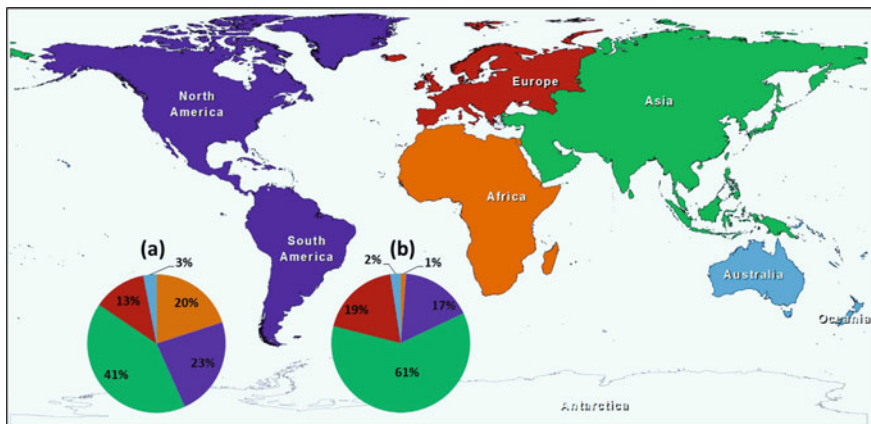 Europe
North
America
Asia
Africa
South
America
(a)
(b)
3%
2%
1%
Australia
13%
20%
19%
17%
Oceania
23%
41%
61%
Antarctica